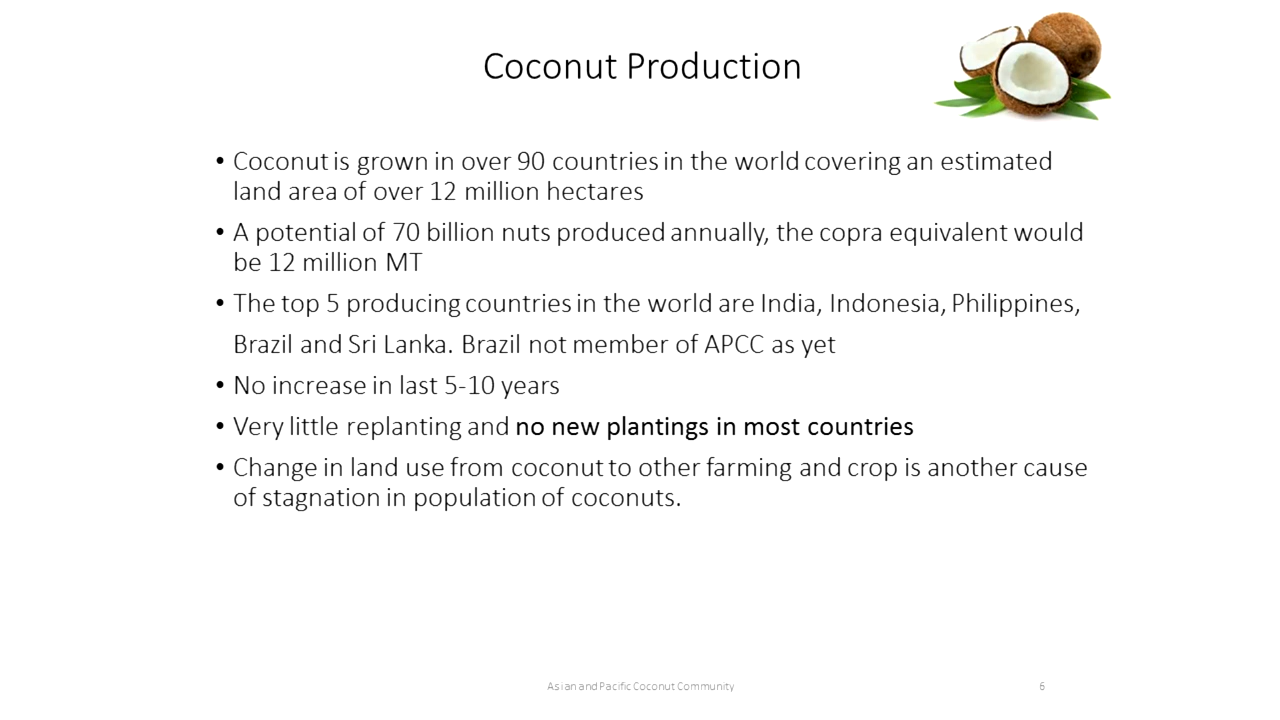 Coconut Production
• Coconut is grown in over 90 countries in the world covering an estimated
land area of over 12 million hectares
• A potential of 70 billion nuts produced annually, the copra equivalent would
be 12 million MT
• The top 5 producing countries in the world are India, Indonesia, Philippines,
Brazil and Sri Lanka. Brazil not member of APCC as yet
• No increase in last 5-10 years
• Very little replanting and no new plantings in most countries
• Change in land use from coconut to other farming and crop is another cause
of stagnation in population of coconuts.
Asian and Pacific Coconut Community
6